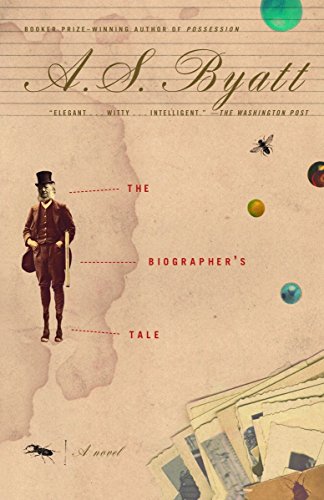 BOOKER PRIZE–WINNING AUTHOR OF POSSESSION
A. S. Byatt
"ELEGANT . . . WITTY . . . INTELLIGENT." —THE WASHINGTON POST
THE
BIOGRAPHER'S
TALE
A novel